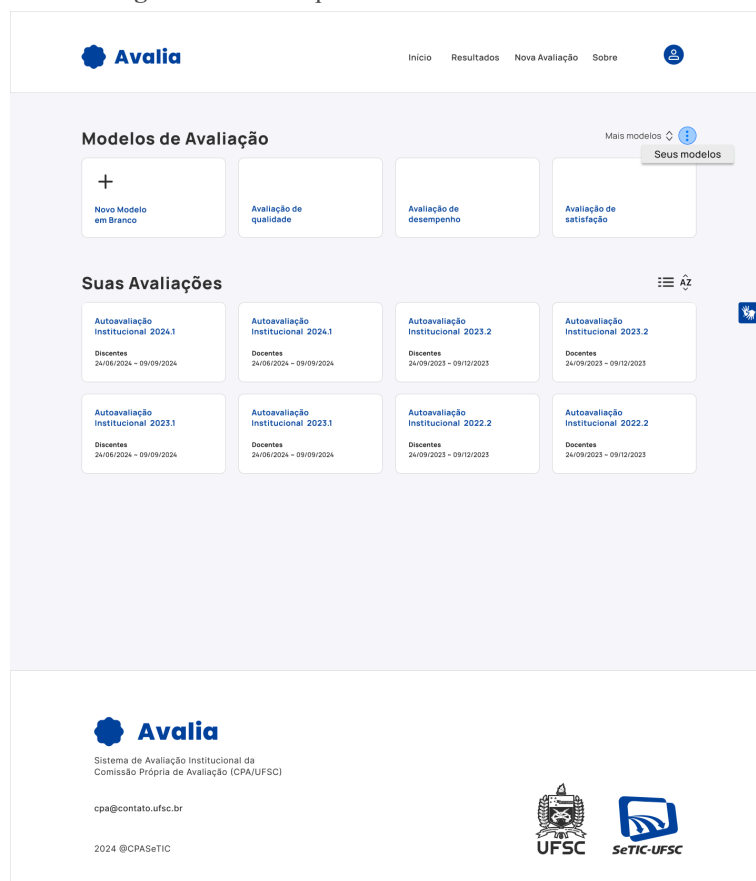 Avalia
Início Resultados Nova Avaliação Sobre
Modelos de Avaliação
Mais modelos
Seus modelos
Novo Modelo
em Branco
Avaliação de
qualidade
Avaliação de
desempenho
Avaliação de
satisfação
Suas Avaliações
AZ
Autoavaliação
Institucional 2024.1
Discentes
24/06/2024 – 09/09/2024
Autoavaliação
Institucional 2024.1
Docentes
24/06/2024 – 09/09/2024
Autoavaliação
Institucional 2023.2
Discentes
24/09/2023 – 09/12/2023
Autoavaliação
Institucional 2023.2
Docentes
24/09/2023 – 09/12/2023
Autoavaliação
Institucional 2023.1
Discentes
24/06/2024 – 09/09/2024
Autoavaliação
Institucional 2023.1
Docentes
24/06/2024 – 09/09/2024
Autoavaliação
Institucional 2022.2
Discentes
24/09/2023 – 09/12/2023
Autoavaliação
Institucional 2022.2
Docentes
24/09/2023 – 09/12/2023
Avalia
Sistema de Avaliação Institucional da
Comissão Própria de Avaliação (CPA/UFSC)
cpa@contato.ufsc.br
2024 @CPASeTIC
UFSC
SeTIC-UFSC